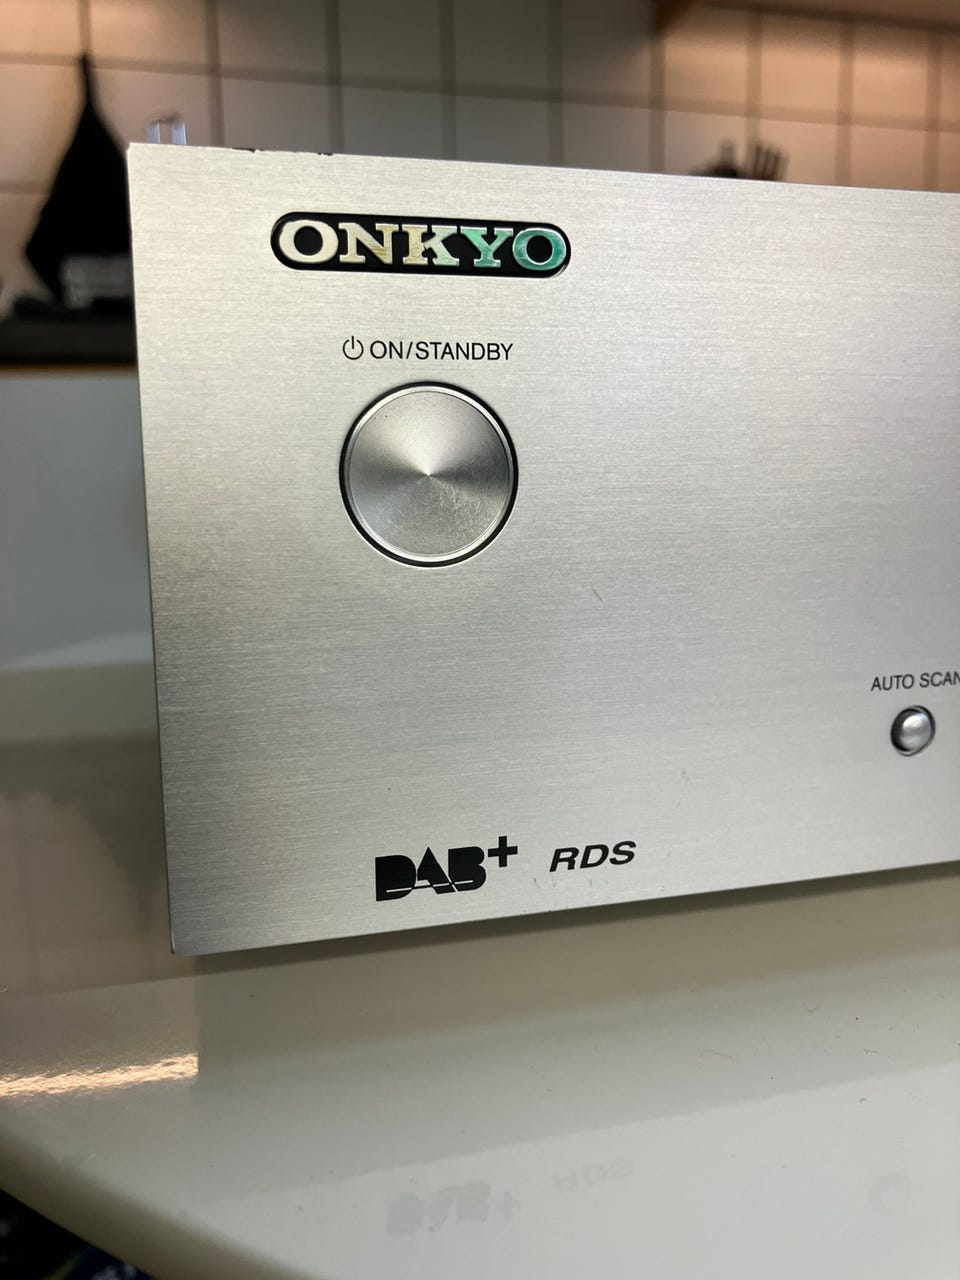 ONKYO
ON/STANDBY
AUTO SCAN
DAB+ RDS